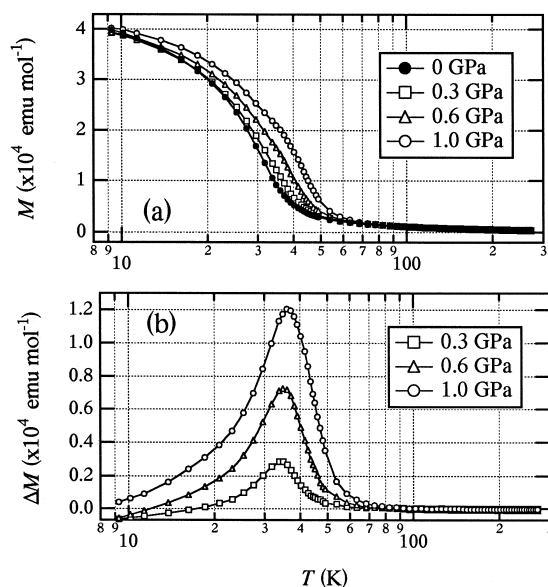 4
3
2
1
0
M (x10⁴ emu mol⁻¹)
(a)
0 GPa
0.3 GPa
0.6 GPa
1.0 GPa
8 9 10 2 3 4 5 6 7 8 9 100 2
(b)
1.2
1.0
0.8
0.6
0.4
0.2
0.0
ΔM (x10⁴ emu mol⁻¹)
0.3 GPa
0.6 GPa
1.0 GPa
8 9 10 2 3 4 5 6 7 8 9 100 2
T (K)